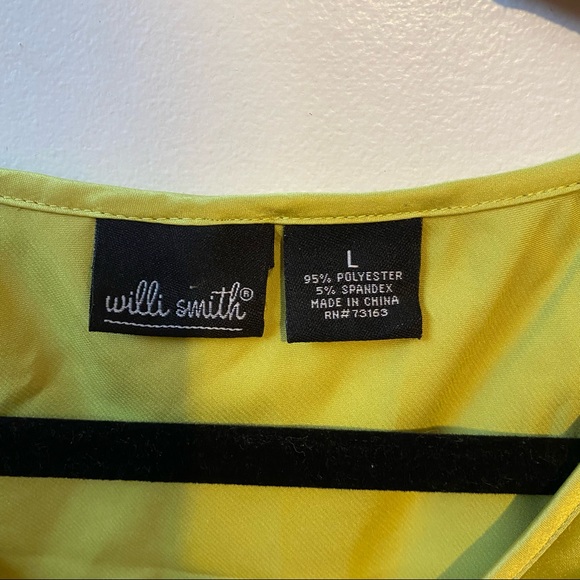 willi smith®
L
95% POLYESTER
5% SPANDEX
MADE IN CHINA
RN#73163